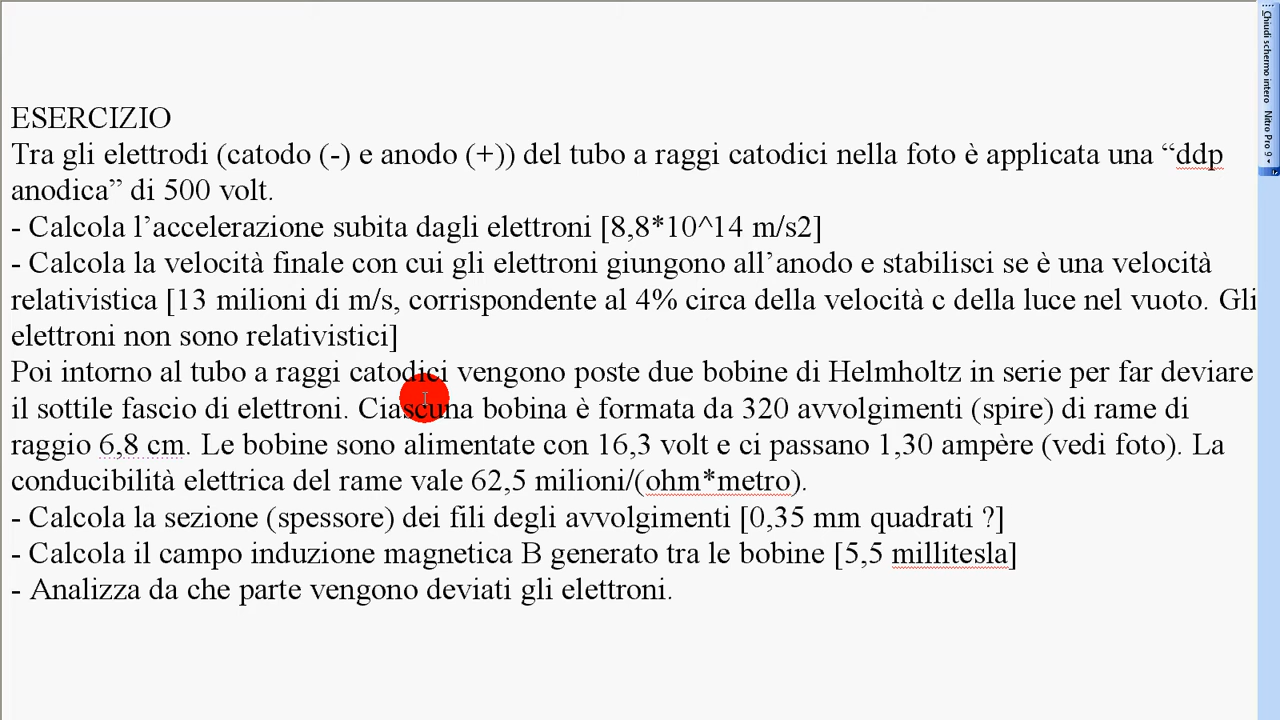 ESERCIZIO
Tra gli elettrodi (catodo (-) e anodo (+)) del tubo a raggi catodici nella foto è applicata una “ddp
anodica” di 500 volt.
- Calcola l’accelerazione subita dagli elettroni [8,8*10^14 m/s2]
- Calcola la velocità finale con cui gli elettroni giungono all’anodo e stabilisci se è una velocità
relativistica [13 milioni di m/s, corrispondente al 4% circa della velocità c della luce nel vuoto. Gli
elettroni non sono relativistici]
Poi intorno al tubo a raggi catodici vengono poste due bobine di Helmholtz in serie per far deviare
il sottile fascio di elettroni. Ciascuna bobina è formata da 320 avvolgimenti (spire) di rame di
raggio 6,8 cm. Le bobine sono alimentate con 16,3 volt e ci passano 1,30 ampère (vedi foto). La
conducibilità elettrica del rame vale 62,5 milioni/(ohm*metro).
- Calcola la sezione (spessore) dei fili degli avvolgimenti [0,35 mm quadrati ?]
- Calcola il campo induzione magnetica B generato tra le bobine [5,5 millitesla]
- Analizza da che parte vengono deviati gli elettroni.
Chiudi schermo intero
Nitro Pro 9